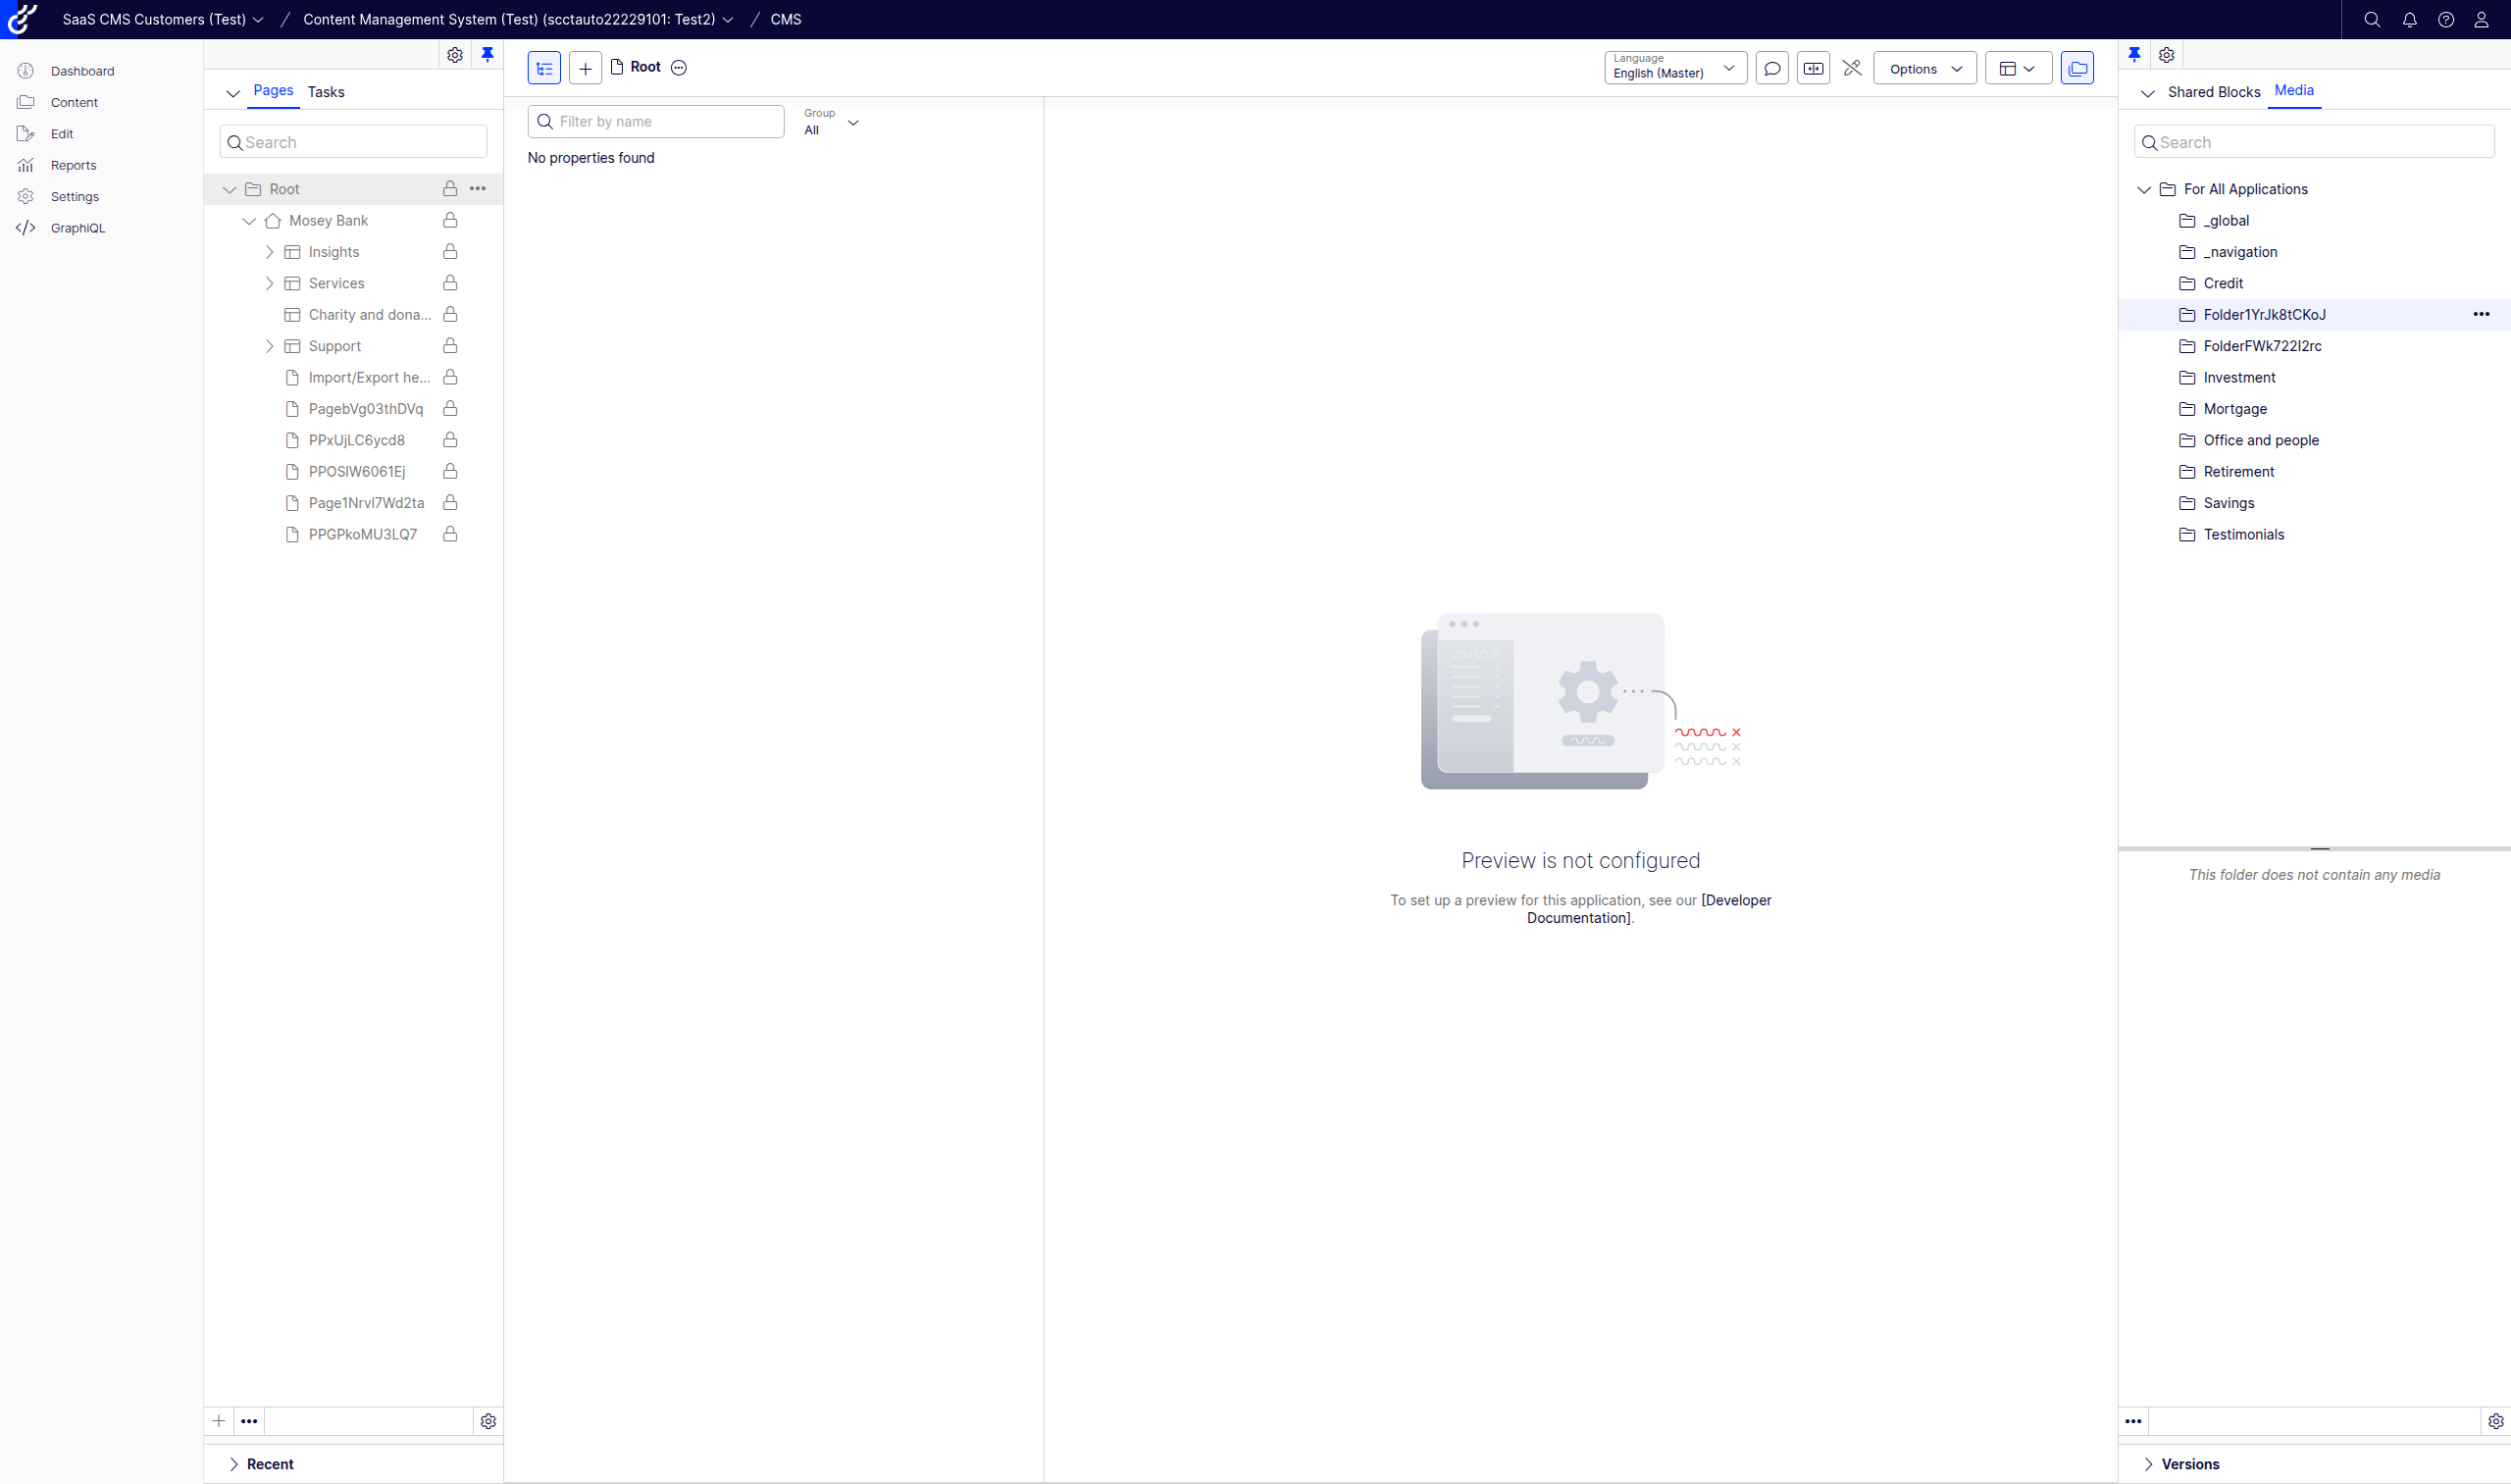 SaaS CMS Customers (Test) / Content Management System (Test) (scctauto22229101: Test2) / CMS
Dashboard
Content
Edit
Reports
Settings
GraphiQL
Pages Tasks
Search
Root
Mosey Bank
Insights
Services
Charity and dona...
Support
Import/Export he...
PagebVg03thDVq
PPxUjLC6ycd8
PPOSlW6061Ej
Page1Nrvl7Wd2ta
PPGPkoMU3LQ7
Recent
Root
Language
English (Master)
Options
Filter by name
Group
All
No properties found
Preview is not configured
To set up a preview for this application, see our [Developer
Documentation].
Shared Blocks Media
Search
For All Applications
_global
_navigation
Credit
Folder1YrJk8tCKoJ
FolderFWk722I2rc
Investment
Mortgage
Office and people
Retirement
Savings
Testimonials
This folder does not contain any media
Versions